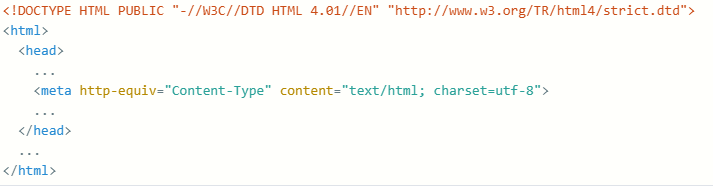 <!DOCTYPE HTML PUBLIC "-//W3C//DTD HTML 4.01//EN" "http://www.w3.org/TR/html4/strict.dtd">
<html>
  <head>
    ...
    <meta http-equiv="Content-Type" content="text/html; charset=utf-8">
    ...
  </head>
  ...
</html>